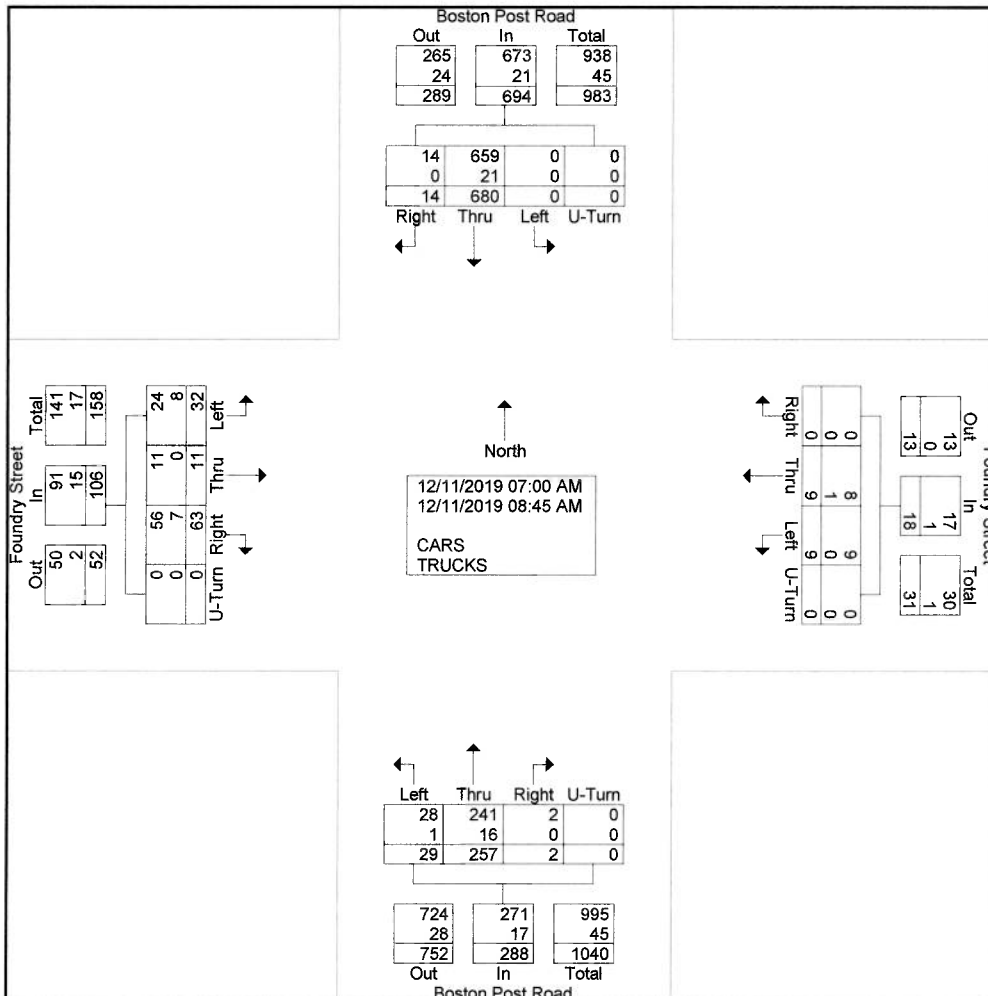 Boston Post Road
Out In Total
265 673 938
24 21 45
289 694 983
14 659 0 0
0 21 0 0
14 680 0 0
Right Thru Left U-Turn
Foundry Street
Total In Out
141 91 50
17 15 2
158 106 52
24 11 56 0
8 0 7 0
32 11 63 0
Left Thru Right U-Turn
North
12/11/2019 07:00 AM
12/11/2019 08:45 AM
CARS
TRUCKS
Right Thru Left U-Turn
0 9 9 0
0 1 0 0
0 8 9 0
Out In Total
13 17 30
0 1 1
13 18 31
Foundry Street
Left Thru Right U-Turn
28 241 2 0
1 16 0 0
29 257 2 0
724 271 995
28 17 45
752 288 1040
Out In Total
Boston Post Road